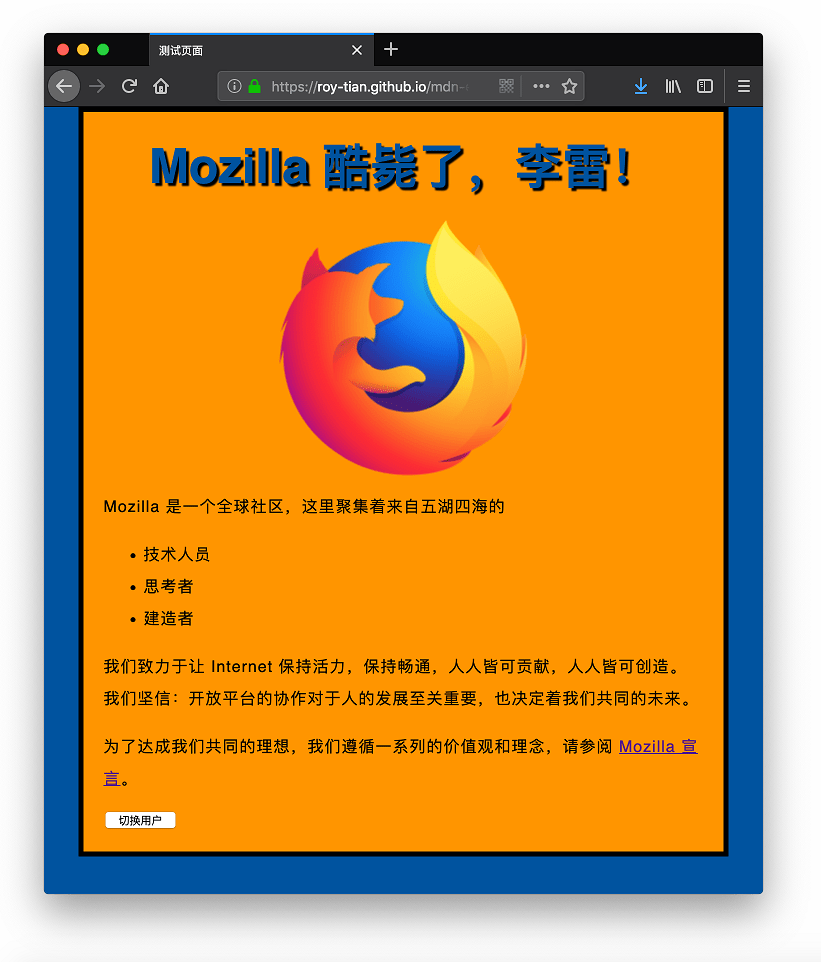 测试页面
https://roy-tian.github.io/mdn-
Mozilla 酷毙了，李雷！
Mozilla 是一个全球社区，这里聚集着来自五湖四海的
• 技术人员
• 思考者
• 建造者
我们致力于让 Internet 保持活力，保持畅通，人人皆可贡献，人人皆可创造。
我们坚信：开放平台的协作对于人的发展至关重要，也决定着我们共同的未来。
为了达成我们共同的理想，我们遵循一系列的价值观和理念，请参阅 Mozilla 宣
言。
切换用户